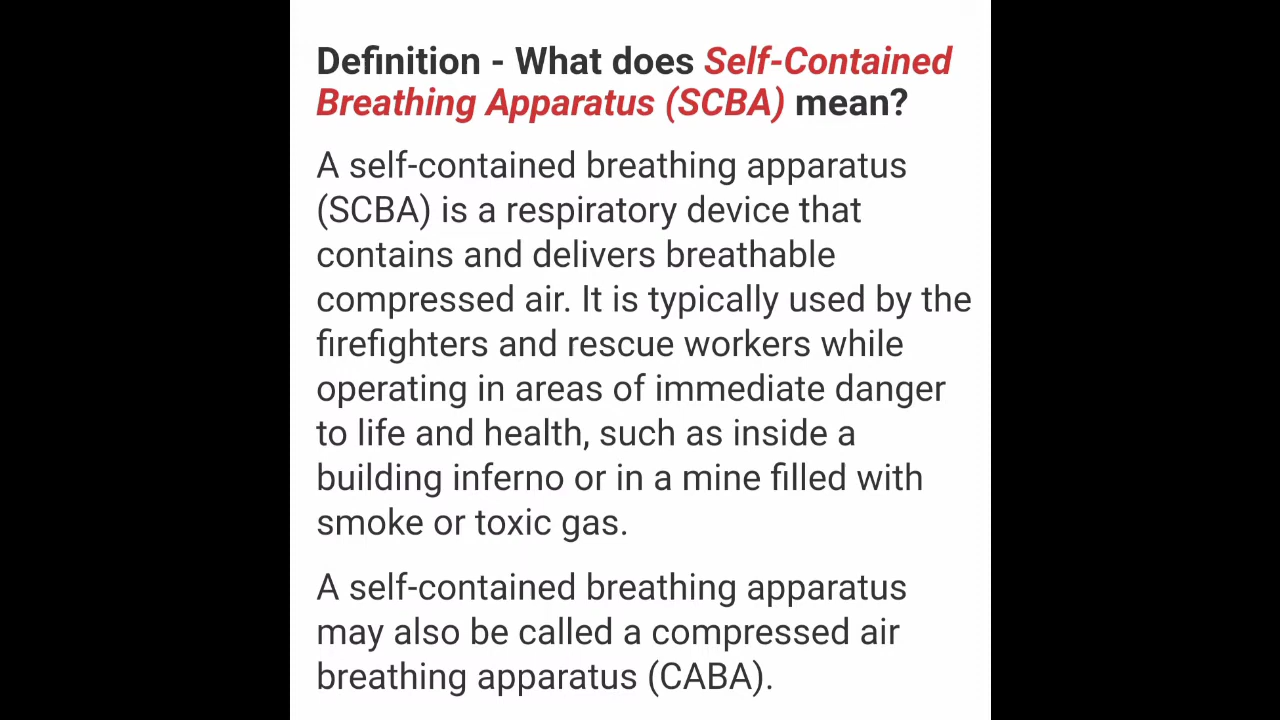 Definition - What does Self-Contained
Breathing Apparatus (SCBA) mean?
A self-contained breathing apparatus
(SCBA) is a respiratory device that
contains and delivers breathable
compressed air. It is typically used by the
firefighters and rescue workers while
operating in areas of immediate danger
to life and health, such as inside a
building inferno or in a mine filled with
smoke or toxic gas.
A self-contained breathing apparatus
may also be called a compressed air
breathing apparatus (CABA).